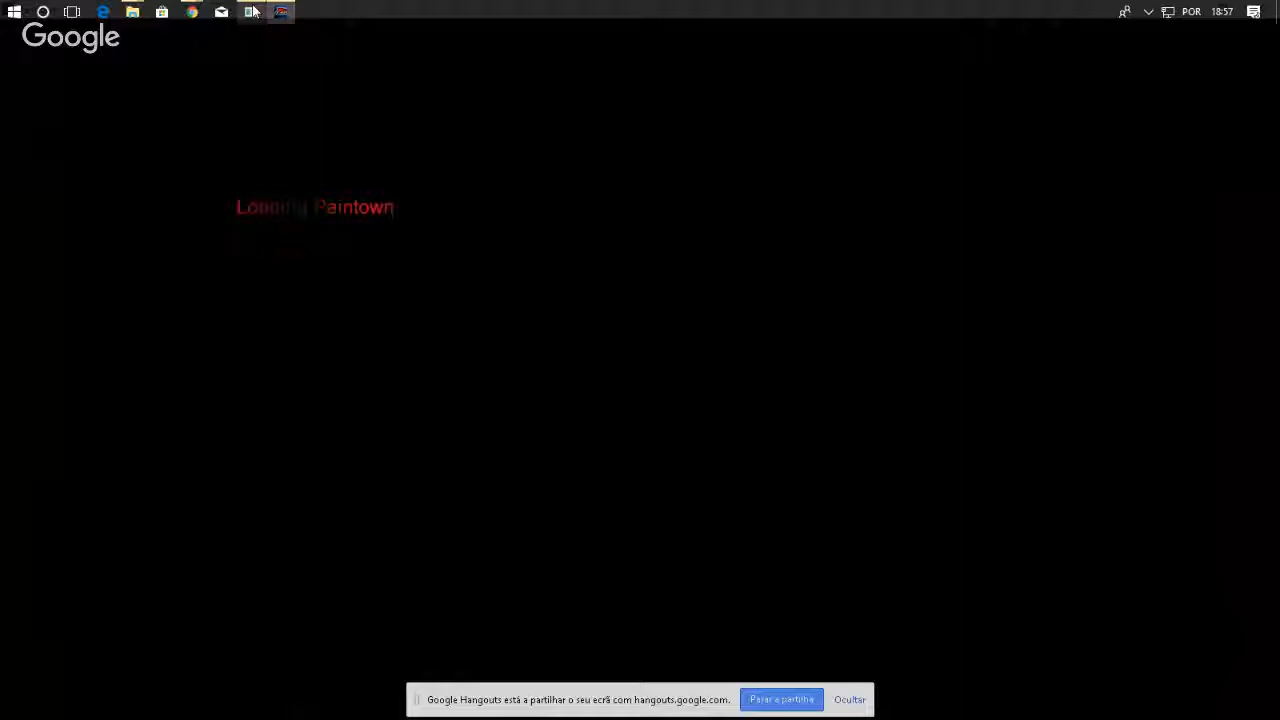 POR 18:57
Google
Loading Paintown
Google Hangouts está a partilhar o seu ecrã com hangouts.google.com. Parar a partilha Ocultar